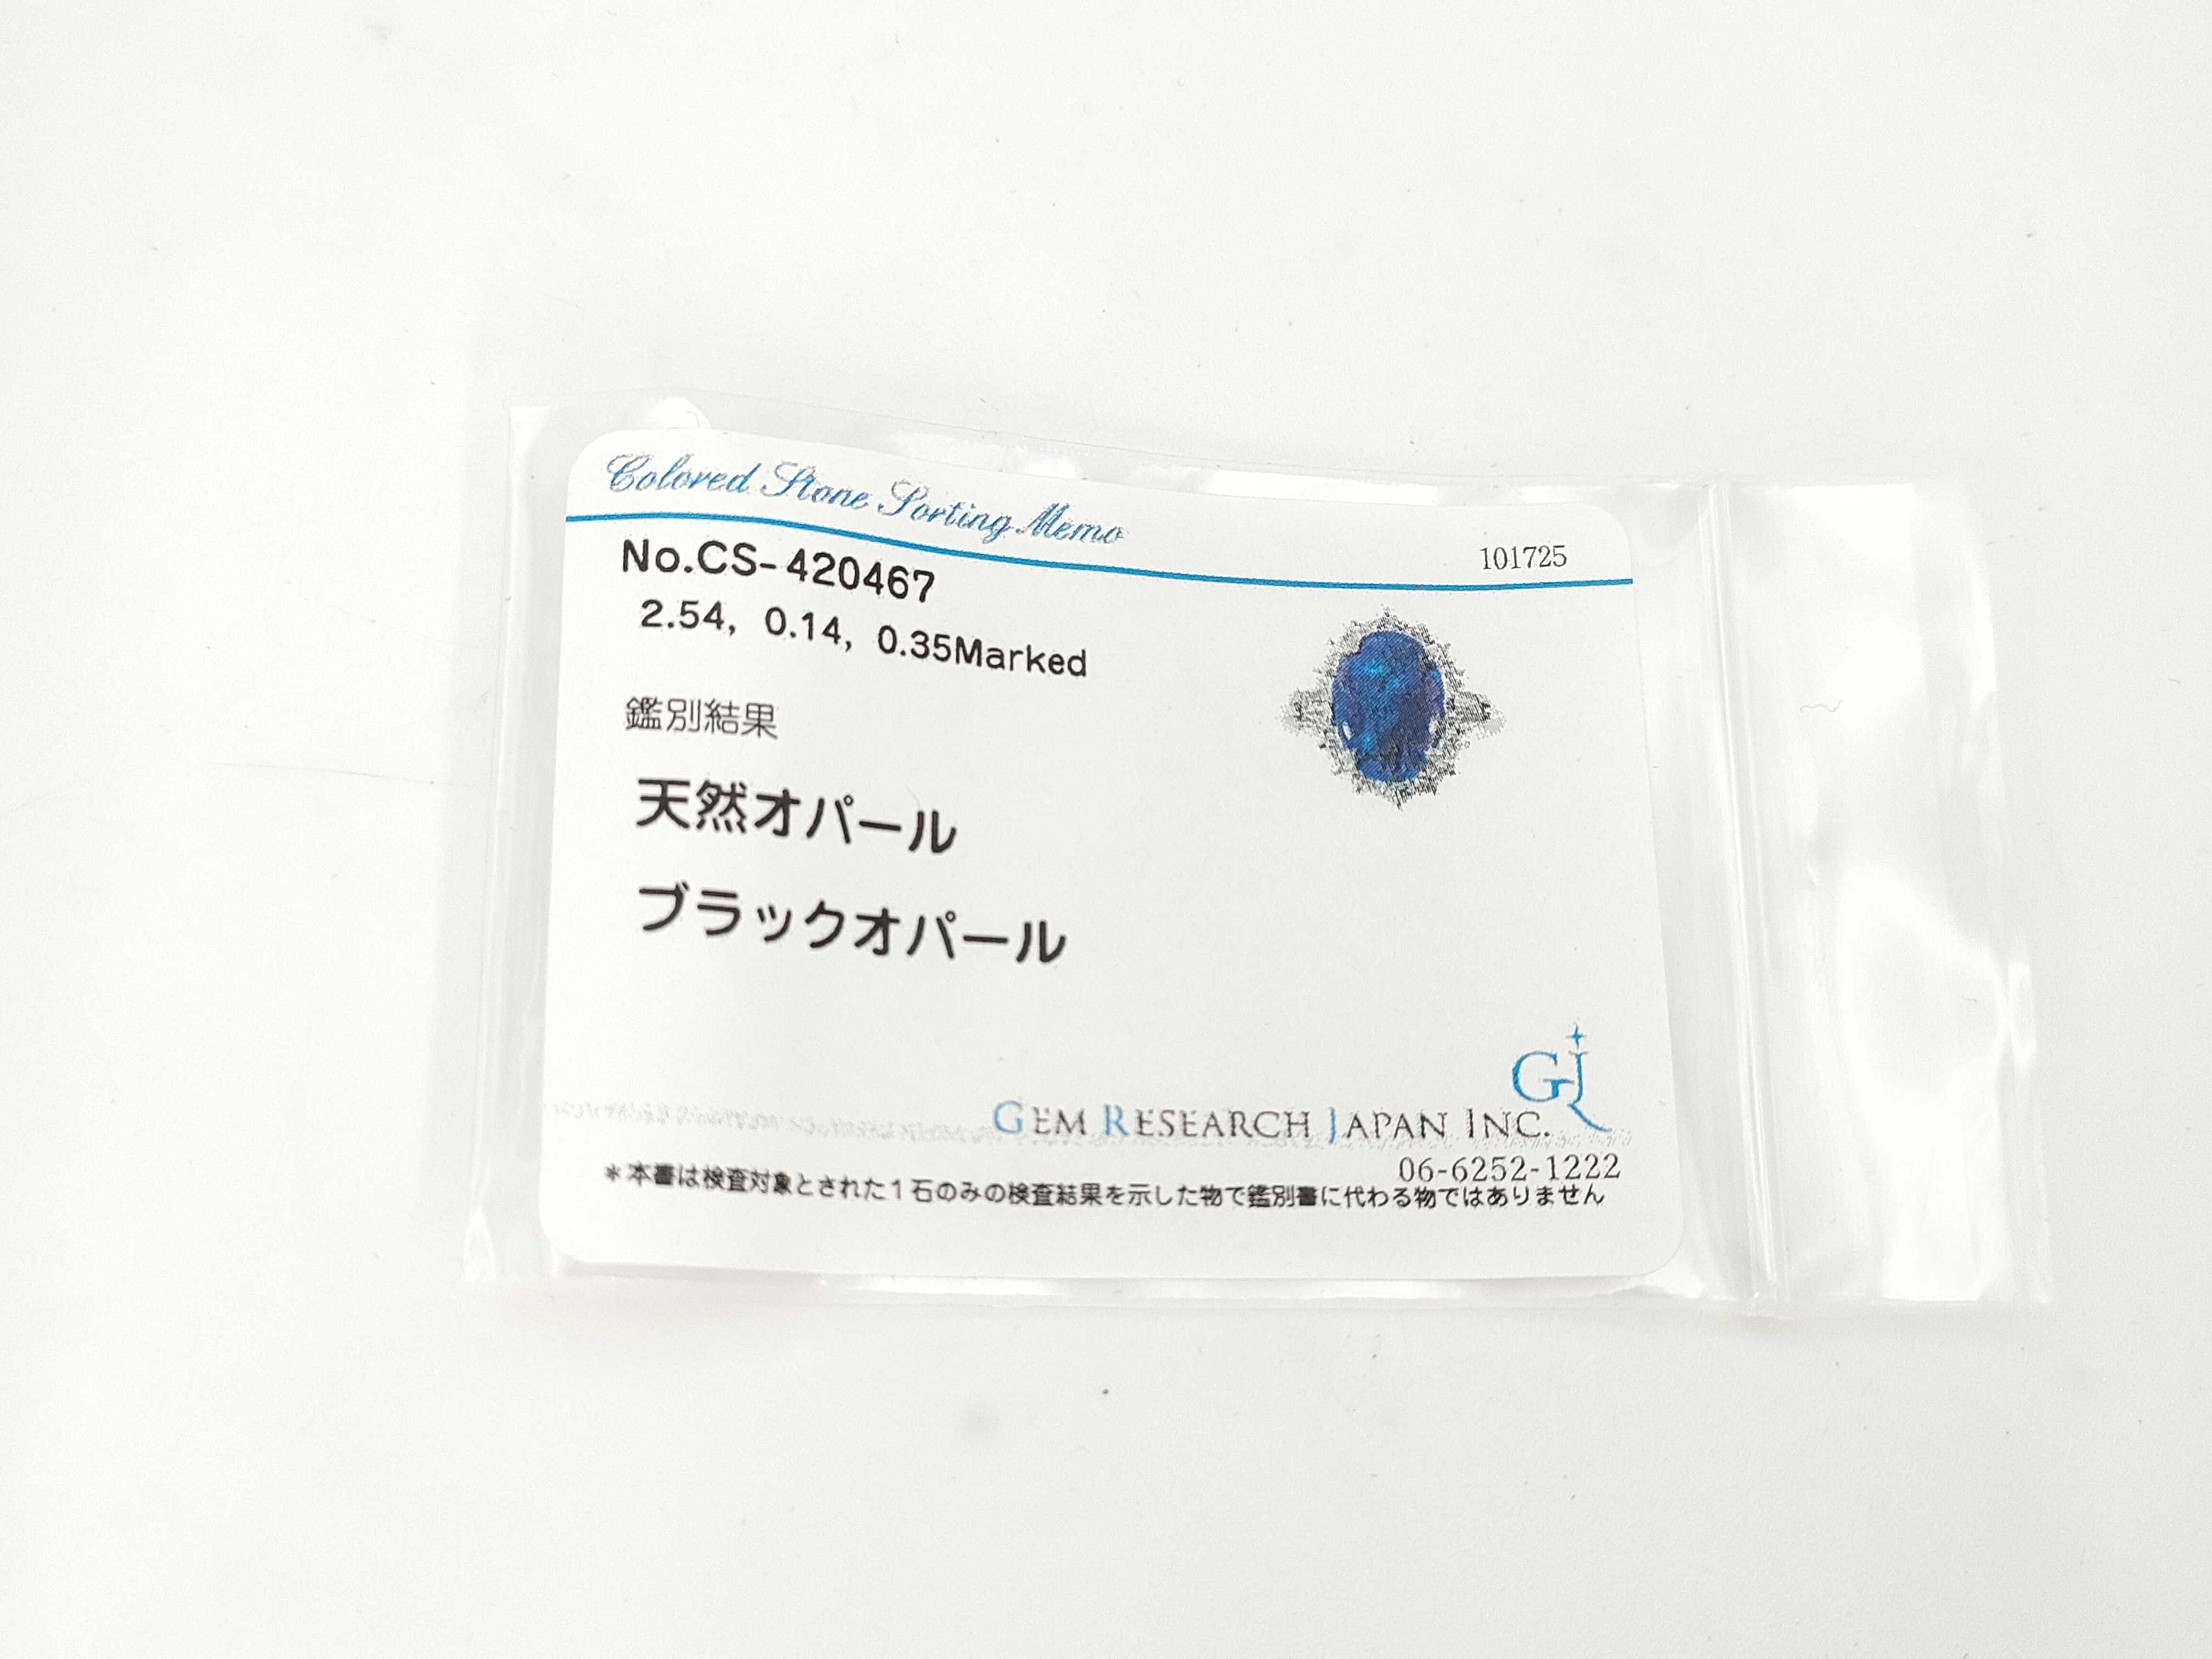 Colored Stone Sorting Memo
101725
No.CS-420467
2.54, 0.14, 0.35Marked
鑑別結果
天然オパール
ブラックオパール
GRJ
GEM RESEARCH JAPAN INC.
06-6252-1222
*本書は検査対象とされた1石のみの検査結果を示した物で鑑別書に代わる物ではありません